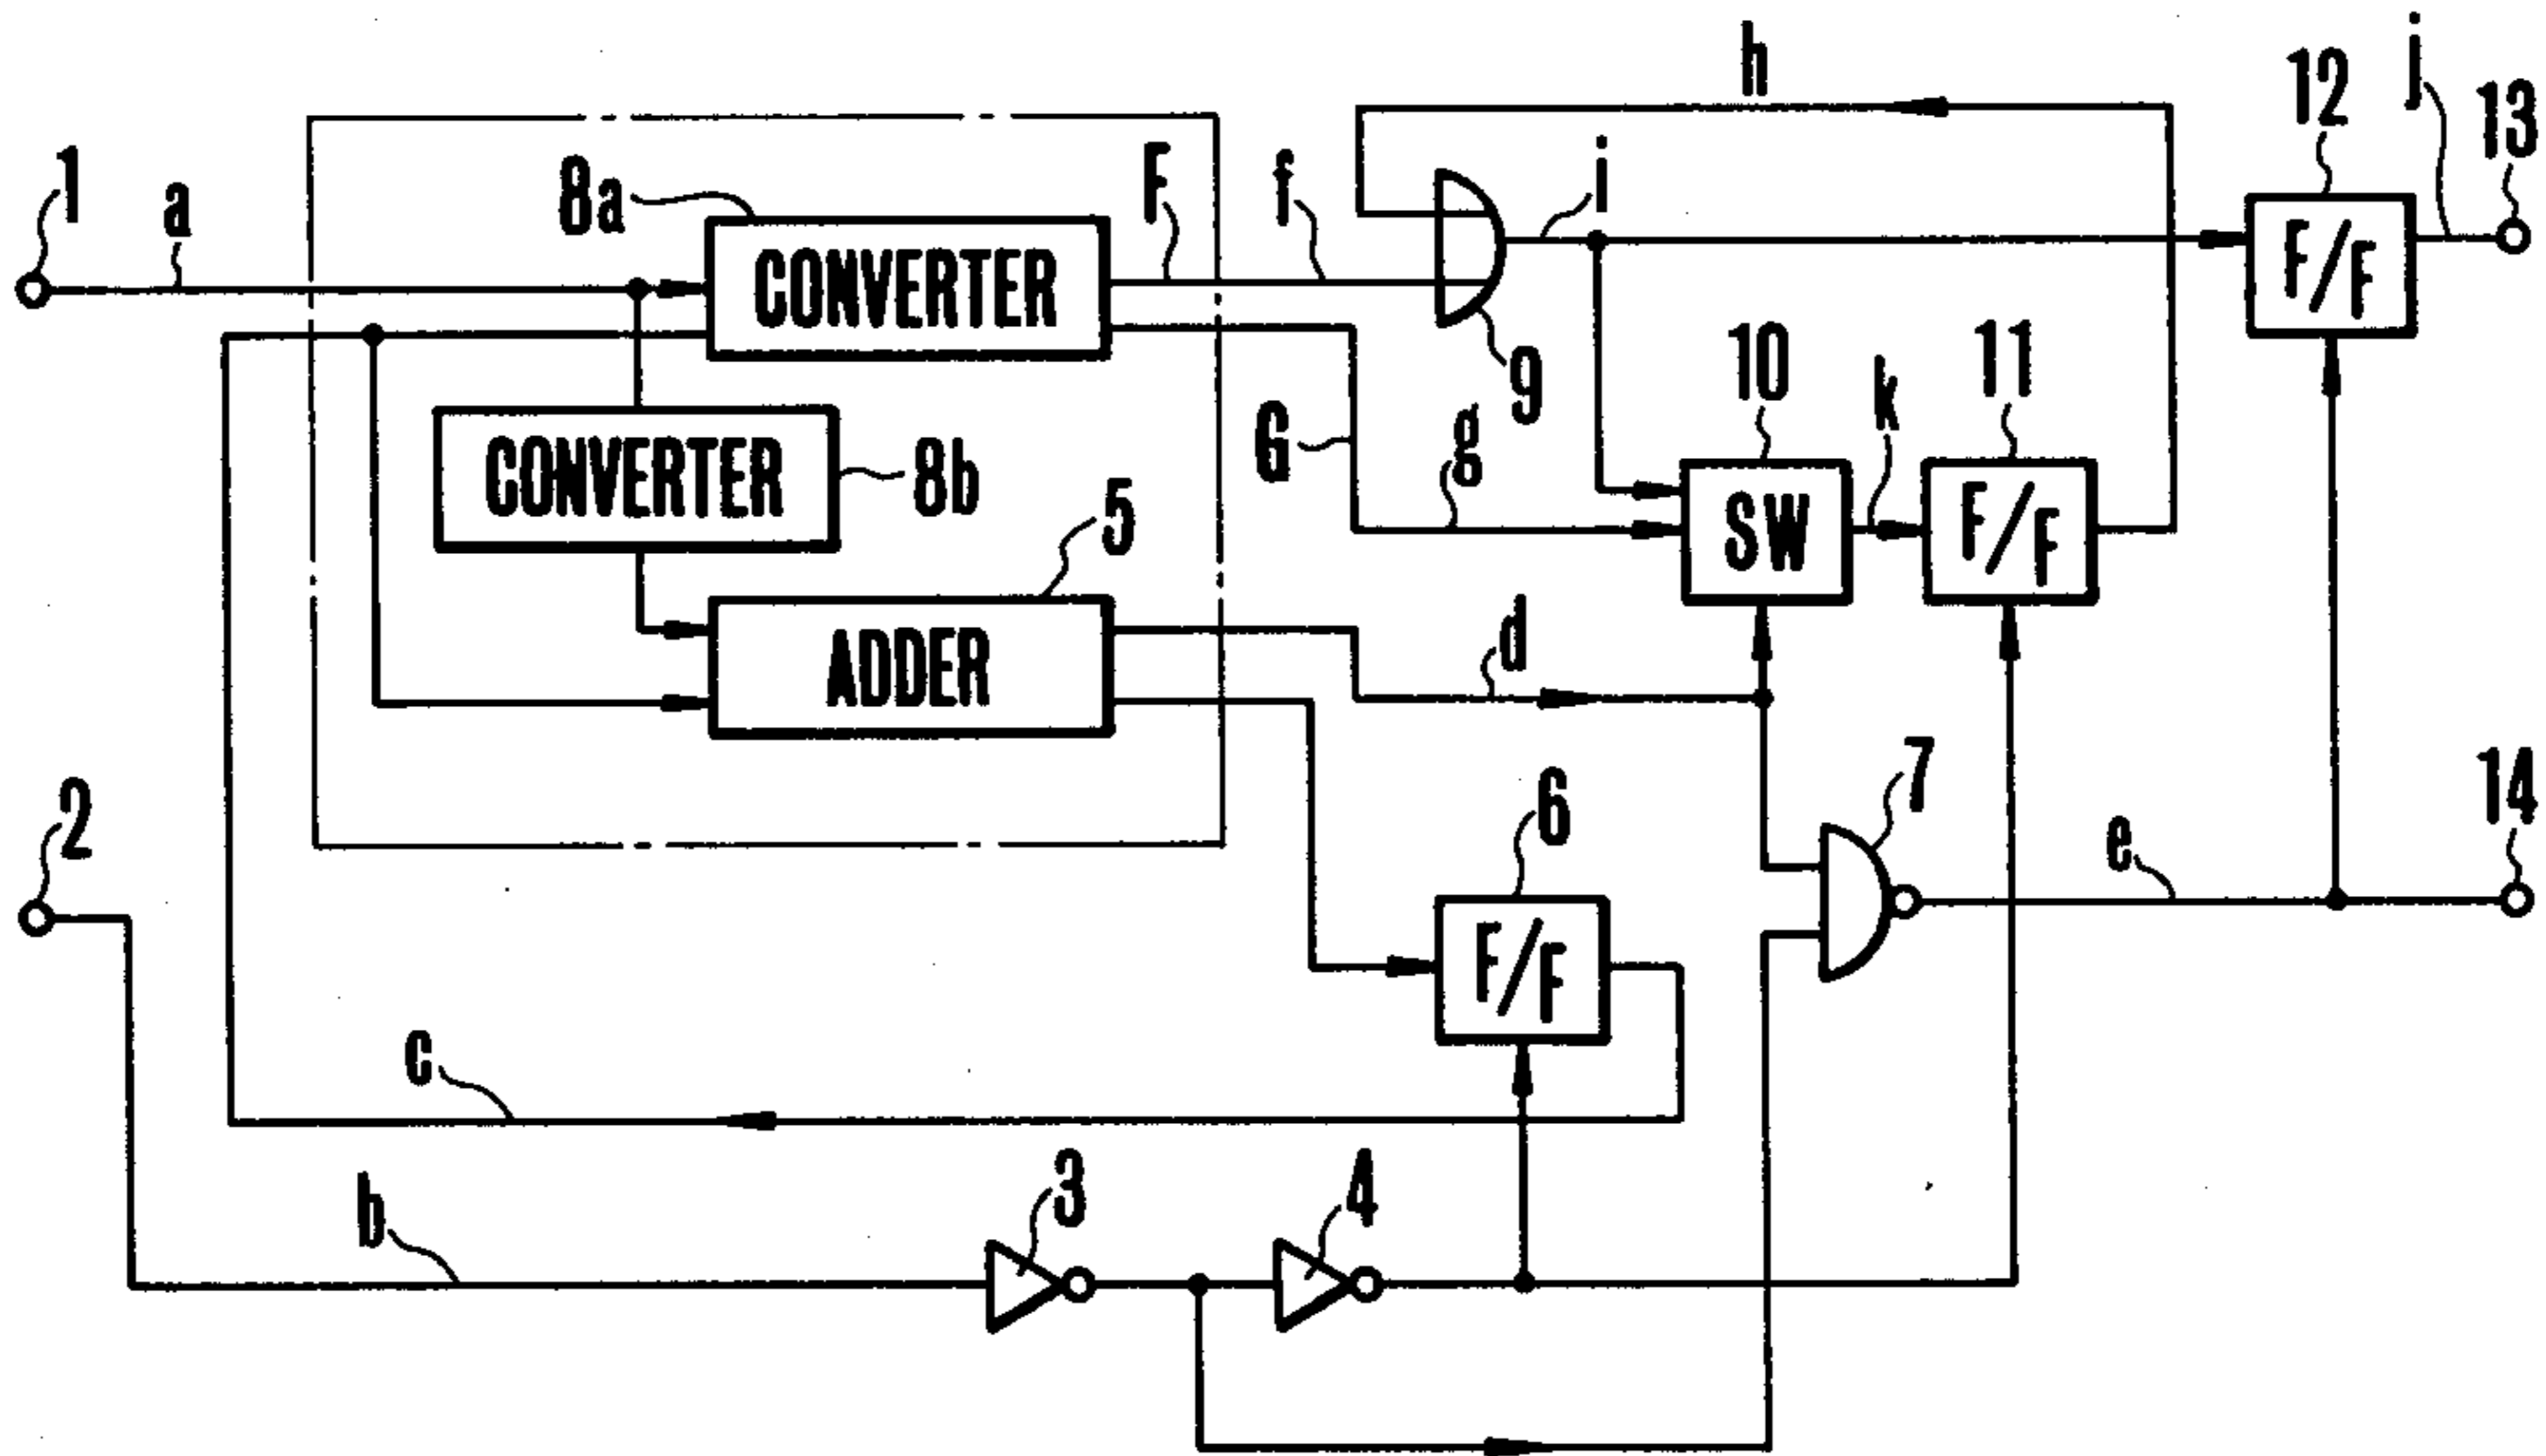 h
j
12
13
1
a
8a
F
f
i
CONVERTER
F/F
9
10
11
k
G
g
CONVERTER
8b
SW
F/F
5
ADDER
d
7
14
2
6
e
F/F
c
b
3
4